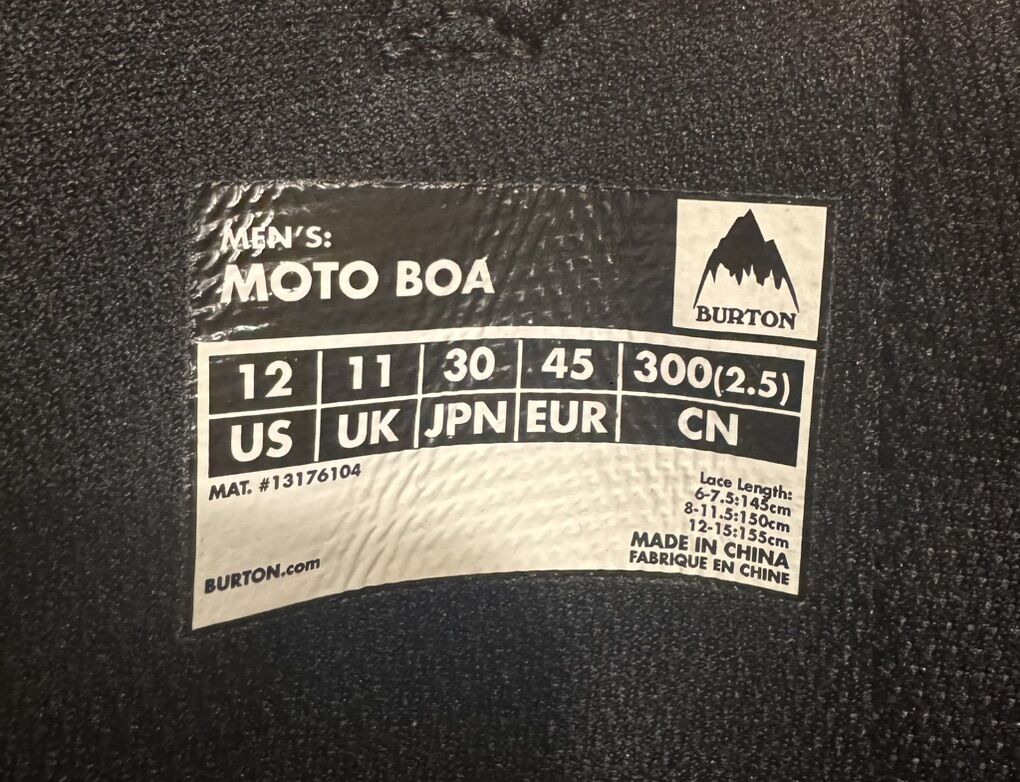 MEN'S:
MOTO BOA
BURTON
12 11 30 45 300(2.5)
US UK JPN EUR CN
MAT. #13176104
Lace Length:
6-7.5:145cm
8-11.5:150cm
12-15:155cm
MADE IN CHINA
FABRIQUE EN CHINE
BURTON.com